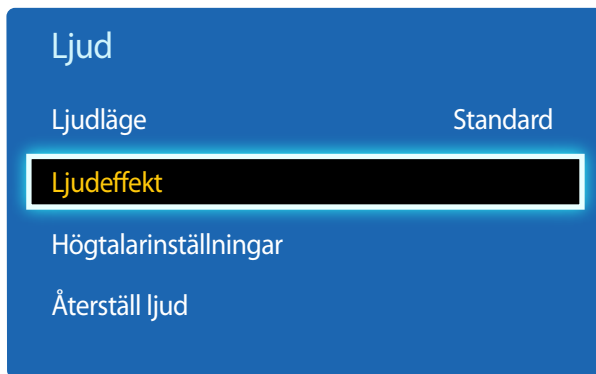 Ljud
Ljudläge Standard
Ljudeffekt
Högtalarinställningar
Återställ ljud